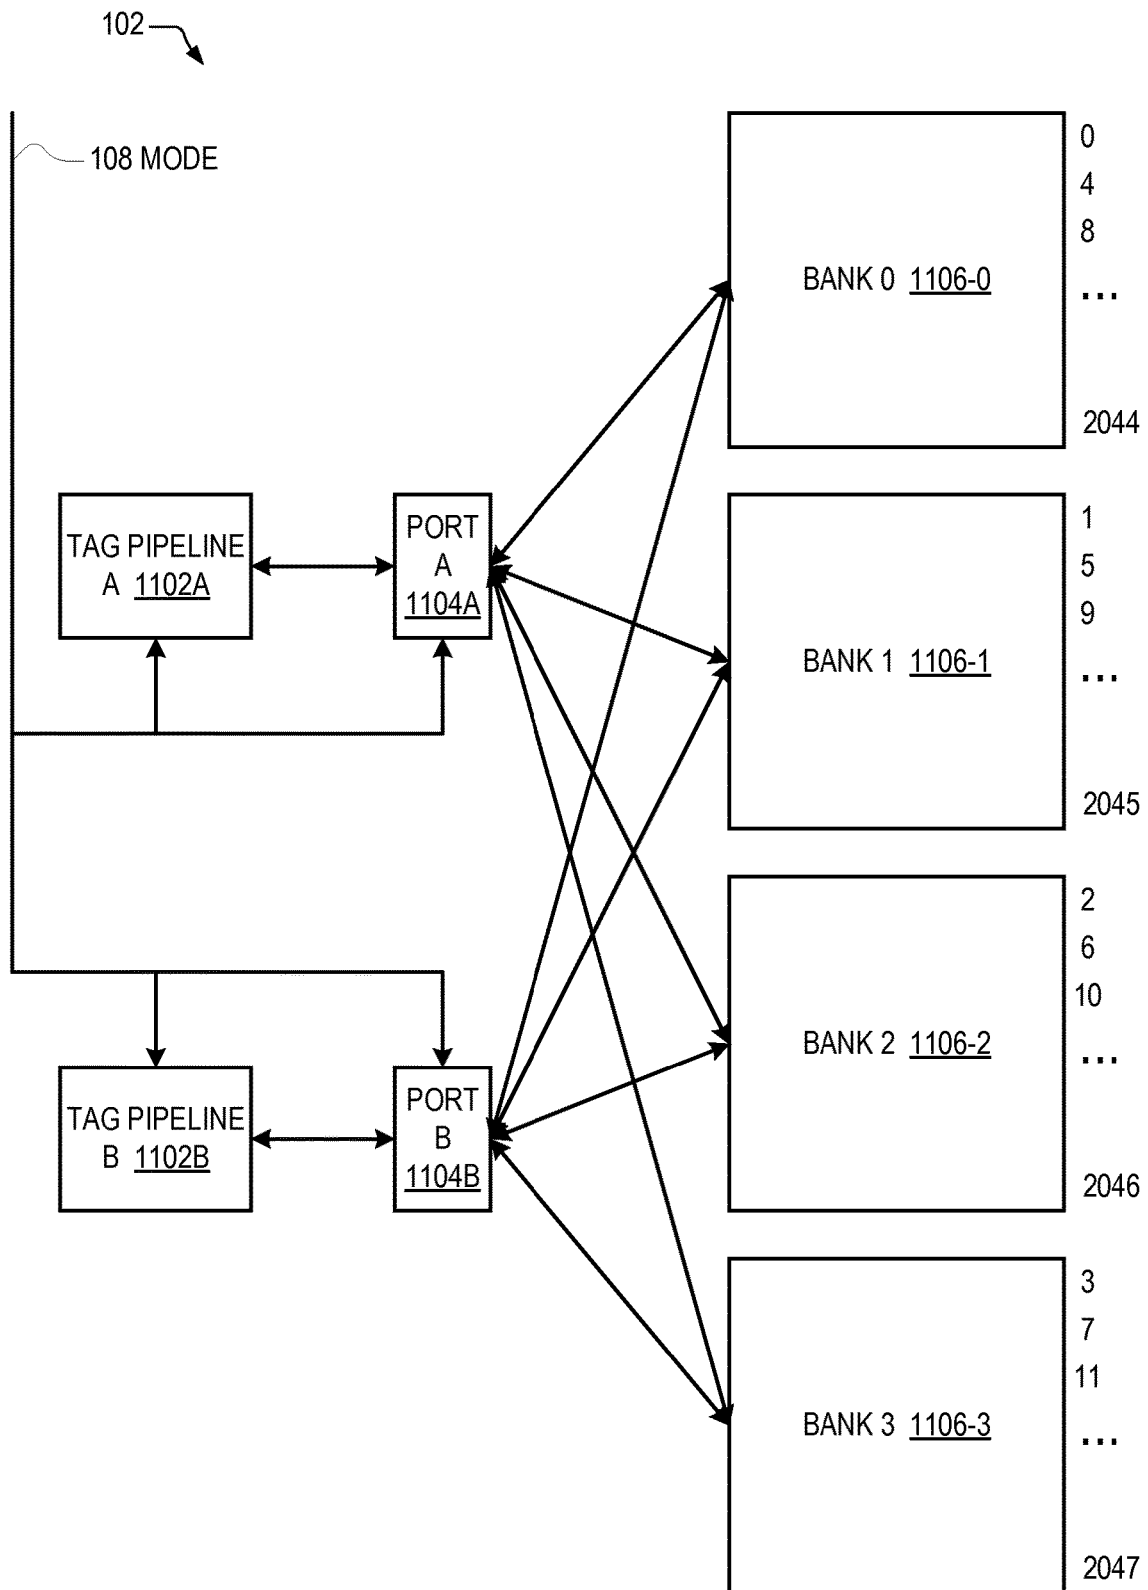 102
108 MODE
0
4
8
BANK 0 1106-0
...
2044
TAG PIPELINE
A 1102A
PORT
A
1104A
1
5
9
BANK 1 1106-1
...
2045
2
6
10
BANK 2 1106-2
...
2046
TAG PIPELINE
B 1102B
PORT
B
1104B
3
7
11
BANK 3 1106-3
...
2047